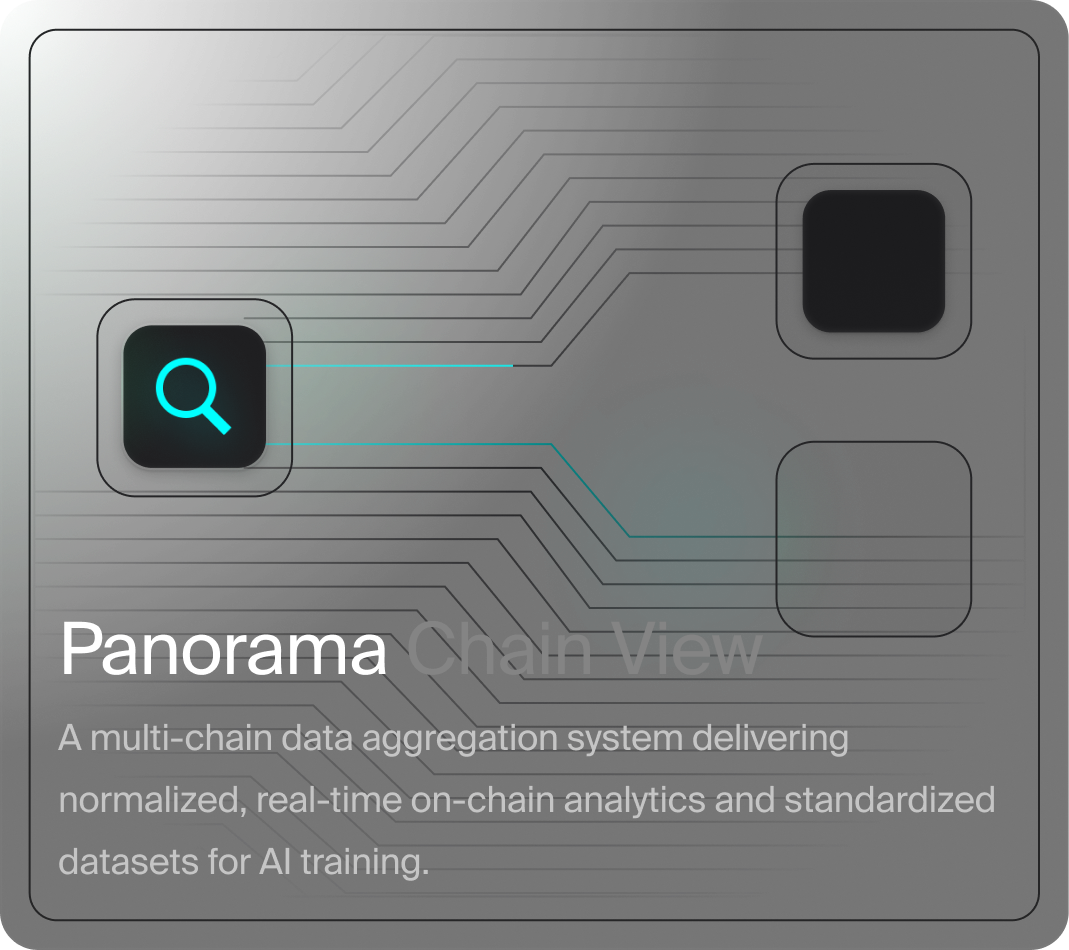 Panorama Chain View
A multi-chain data aggregation system delivering
normalized, real-time on-chain analytics and standardized
datasets for AI training.